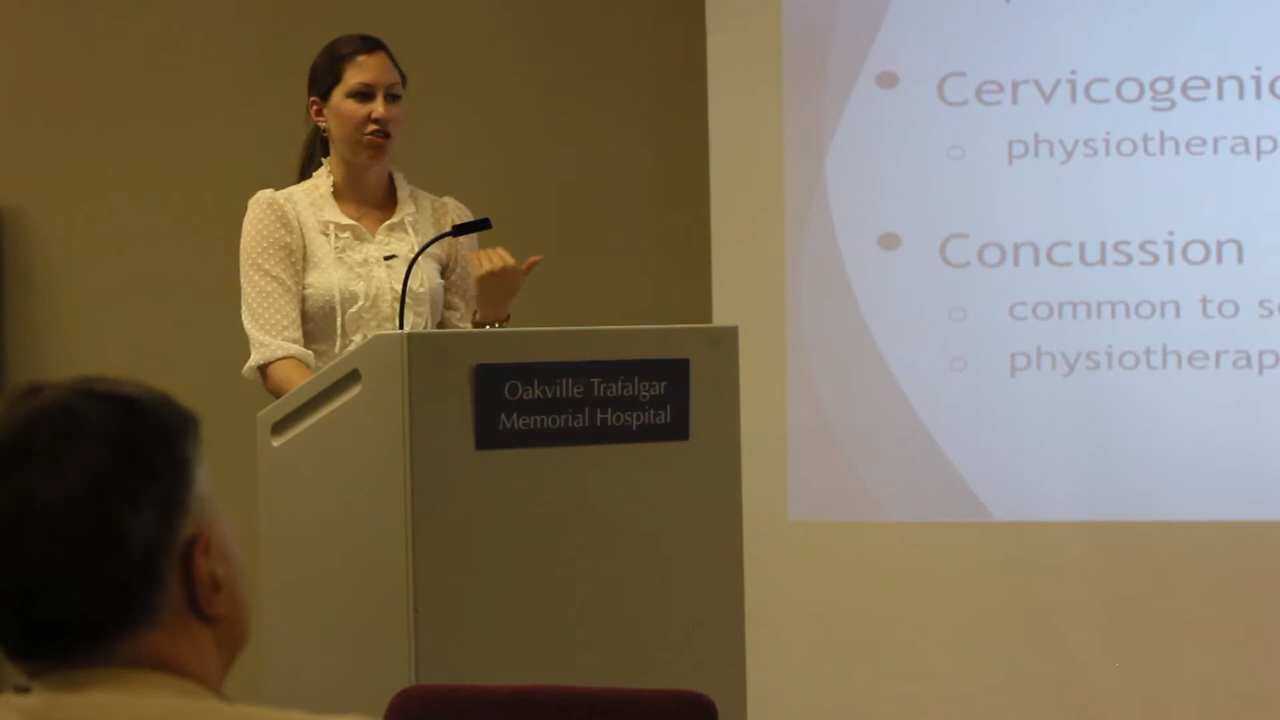 Cervicogenic
physiotherap
Concussion
common to s
physiotherap
Oakville Trafalgar
Memorial Hospital